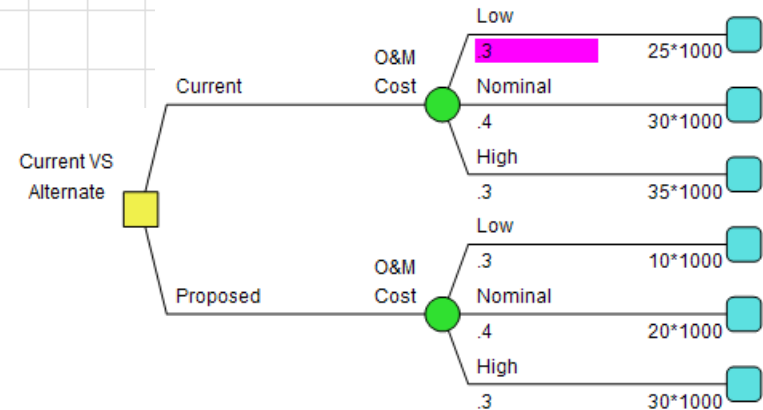 Low
.3
25*1000
O&M
Cost
Current
Nominal
.4
30*1000
High
.3
35*1000
Current VS
Alternate
Low
.3
10*1000
O&M
Cost
Proposed
Nominal
.4
20*1000
High
.3
30*1000